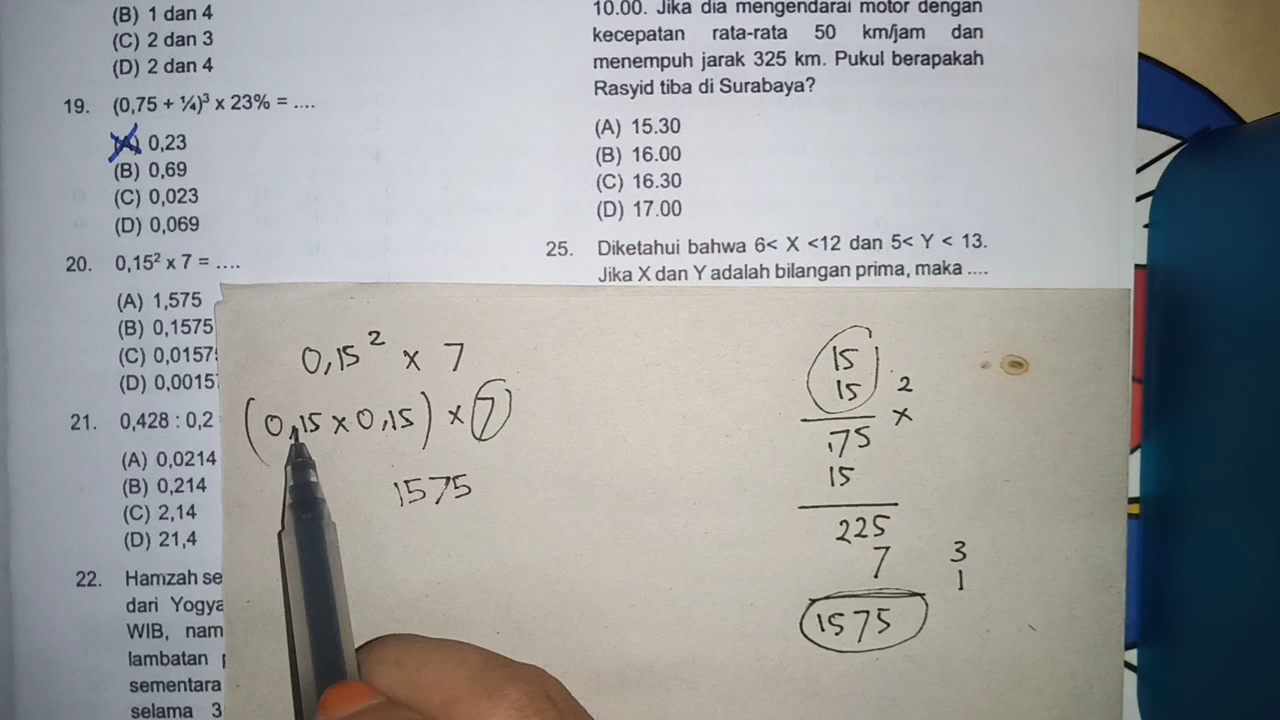 (B) 1 dan 4
(C) 2 dan 3
(D) 2 dan 4
19. (0,75 + ¼)³ x 23% = ....
(A) 0,23
(B) 0,69
(C) 0,023
(D) 0,069
20. 0,15² x 7 = ....
(A) 1,575
(B) 0,1575
(C) 0,0157
(D) 0,0015
21. 0,428 : 0,2
(A) 0,0214
(B) 0,214
(C) 2,14
(D) 21,4
22. Hamzah se
dari Yogya
WIB, nam
lambatan
sementara
selama 3
10.00. Jika dia mengendarai motor dengan
kecepatan rata-rata 50 km/jam dan
menempuh jarak 325 km. Pukul berapakah
Rasyid tiba di Surabaya?
(A) 15.30
(B) 16.00
(C) 16.30
(D) 17.00
25. Diketahui bahwa 6< X <12 dan 5< Y < 13.
Jika X dan Y adalah bilangan prima, maka ....
0,15² x 7
(0,15 x 0,15) x 7
1575
15
15 2
x
75
15
225
7 3
1
1575